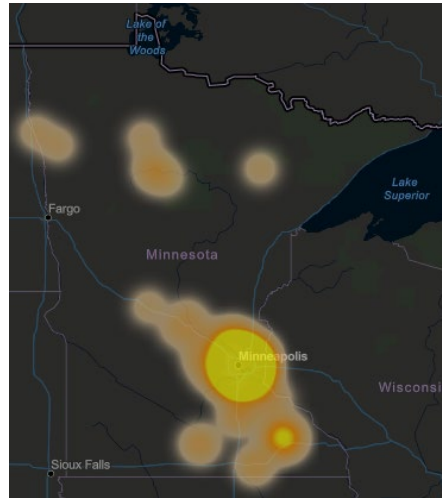 Lake of
the
Woods
Lake
Superior
Fargo
Minnesota
Minneapolis
Wisconsi
Sioux Falls